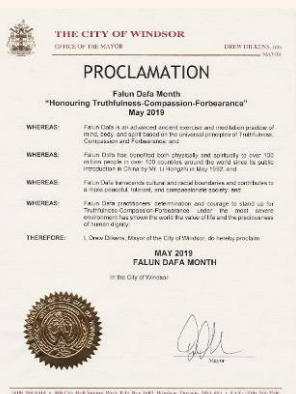 THE CITY OF WINDSOR
OFFICE OF THE MAYOR DREW DILKENS,
MAYOR
PROCLAMATION
Falun Dafa Month
"Honouring Truthfulness-Compassion-Forbearance"
May 2019
WHEREAS: Falun Dafa is an advanced ancient exercise and meditation practice of
mind, body, and spirit based on the universal principles of Truthfulness,
Compassion and Forbearance; and
WHEREAS: Falun Dafa has benefited both physically and spiritually to over 100
million people in over 100 countries around the world since its public
introduction in China by Mr. Li Hongzhi in May 1992; and
WHEREAS: Falun Dafa transcends cultural and racial boundaries and contributes to
a more peaceful, tolerant, and compassionate society; and
WHEREAS: Falun Dafa practitioners' determination and courage to stand up for
Truthfulness-Compassion-Forbearance under the most severe
environment has shown the world the value of life and the preciousness
of human dignity;
THEREFORE: I, Drew Dilkens, Mayor of the City of Windsor, do hereby proclaim
MAY 2019
FALUN DAFA MONTH
In the City of Windsor
Mayor